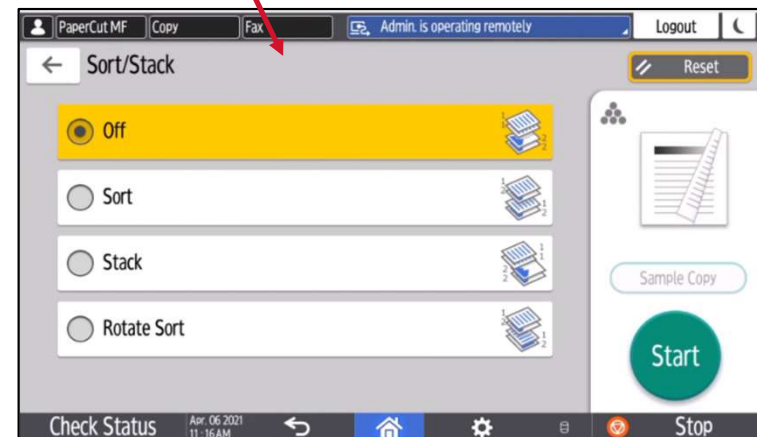 PaperCut MF Copy Fax Admin. is operating remotely Logout
Sort/Stack Reset
Off
Sort
Stack
Rotate Sort
Sample Copy
Start
Check Status Apr. 06 2021 11:16AM Stop